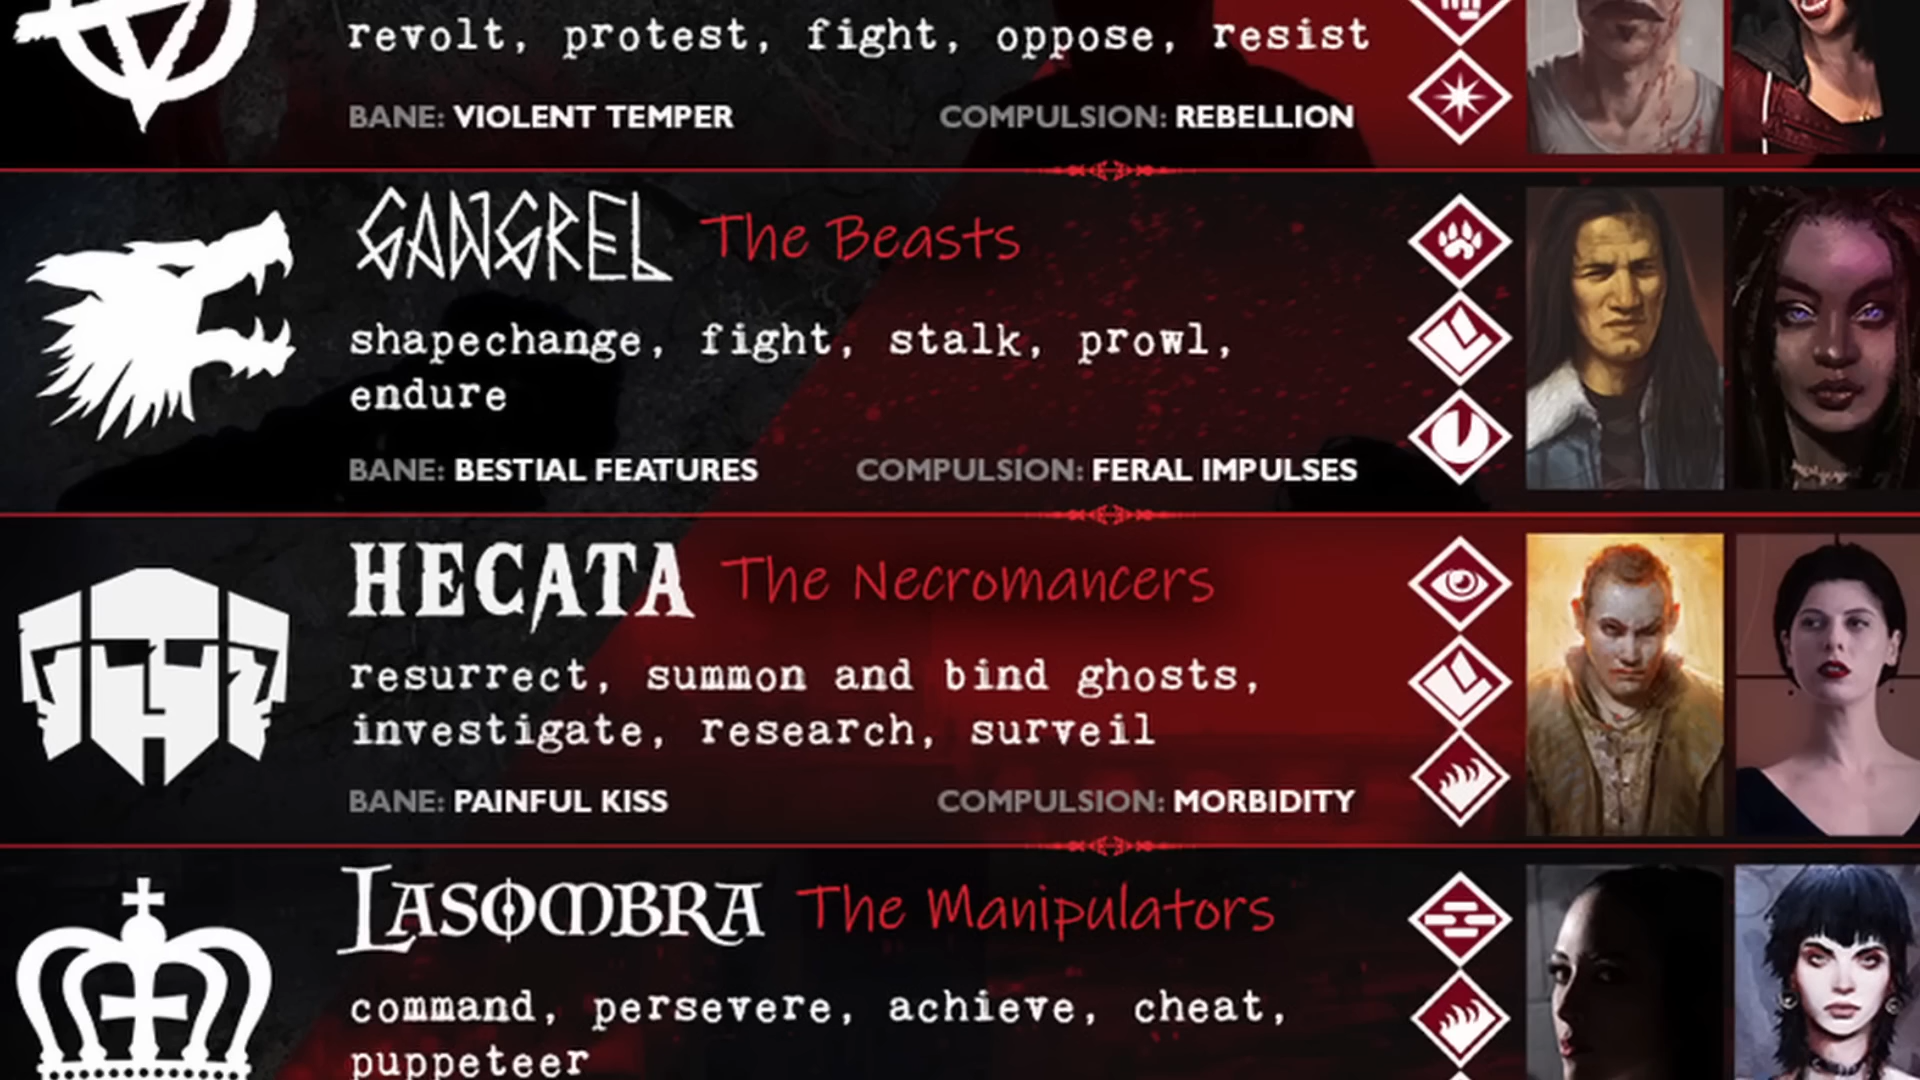 revolt, protest, fight, oppose, resist
BANE: VIOLENT TEMPER COMPULSION: REBELLION
GANGREL The Beasts
shapechange, fight, stalk, prowl,
endure
BANE: BESTIAL FEATURES COMPULSION: FERAL IMPULSES
HECATA The Necromancers
resurrect, summon and bind ghosts,
investigate, research, surveil
BANE: PAINFUL KISS COMPULSION: MORBIDITY
LASOMBRA The Manipulators
command, persevere, achieve, cheat,
puppeteer